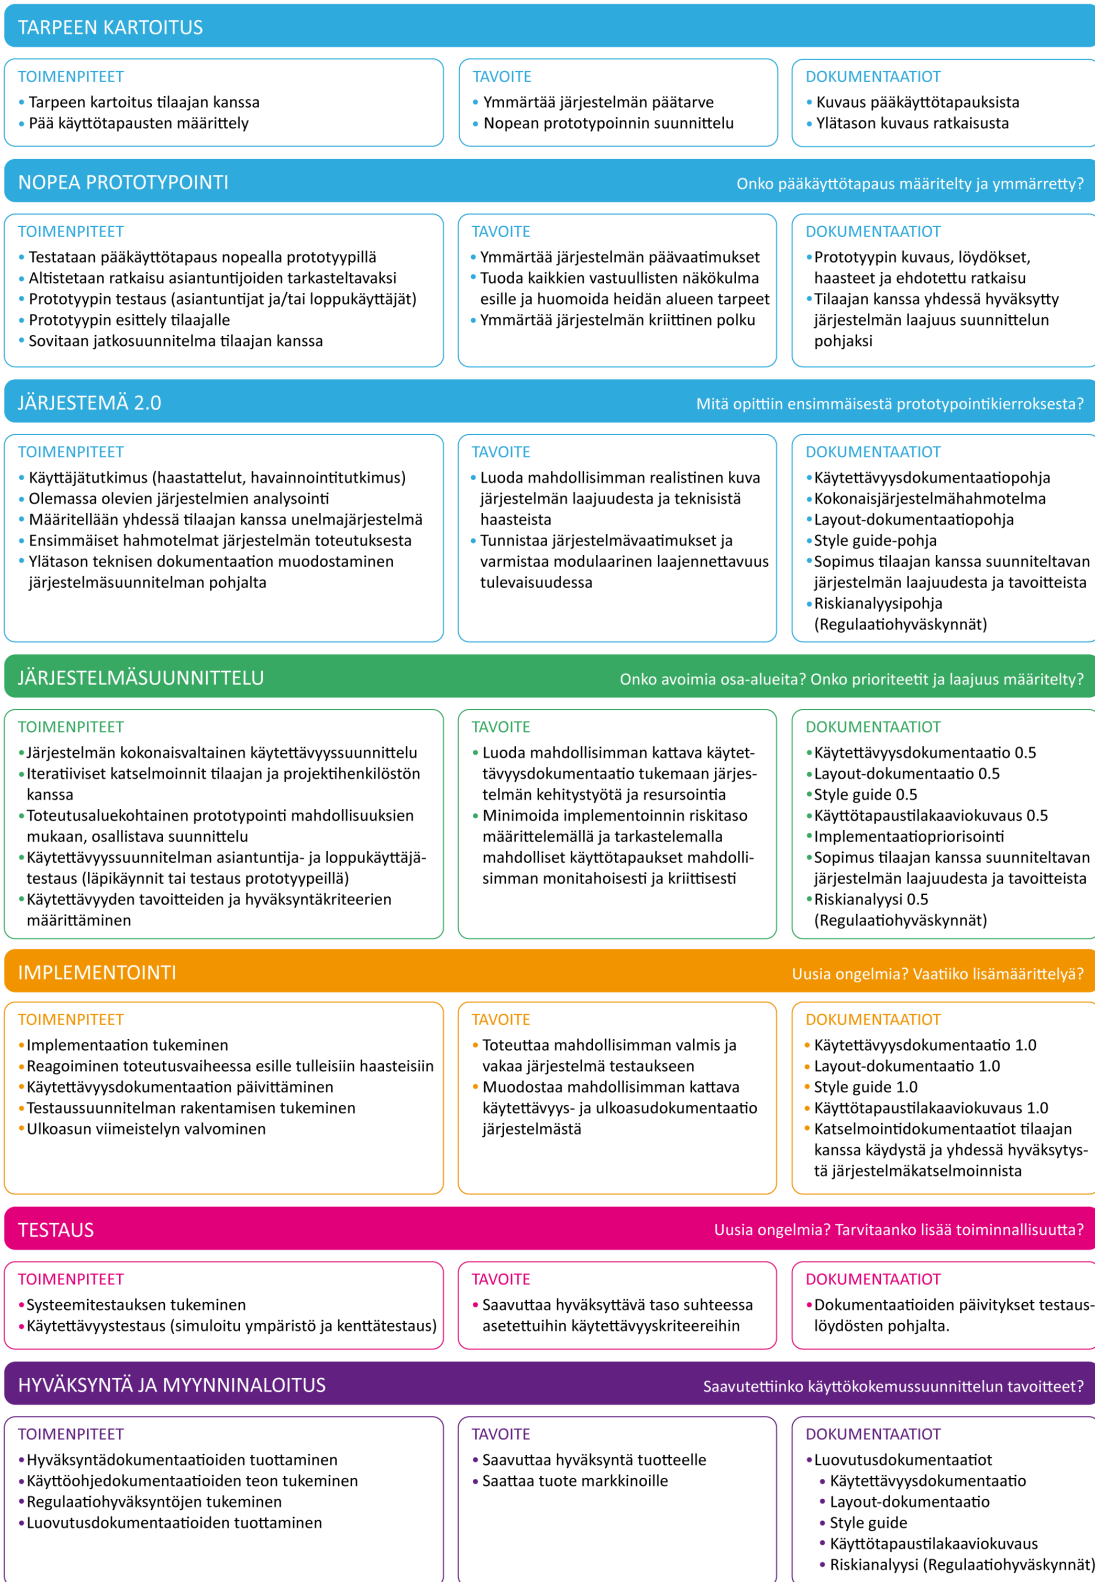 TARPEEN KARTOITUS
TOIMENPITEET
• Tarpeen kartoitus tilaajan kanssa
• Pää käyttötapausten määrittely
TAVOITE
• Ymmärtää järjestelmän päätarve
• Nopean prototypoinnin suunnittelu
DOKUMENTAATIOT
• Kuvaus pääkäyttötapauksista
• Ylätason kuvaus ratkaisusta
NOPEA PROTOTYPOINTI
Onko pääkäyttötapaus määritelty ja ymmärretty?
TOIMENPITEET
• Testataan pääkäyttötapaus nopealla prototyypillä
• Altistetaan ratkaisu asiantuntijoiden tarkasteltavaksi
• Prototyypin testaus (asiantuntijat ja/tai loppukäyttäjät)
• Prototyypin esittely tilaajalle
• Sovitaan jatkosuunnitelma tilaajan kanssa
TAVOITE
• Ymmärtää järjestelmän päävaatimukset
• Tuoda kaikkien vastuullisten näkökulma
esille ja huomoida heidän alueen tarpeet
• Ymmärtää järjestelmän kriittinen polku
DOKUMENTAATIOT
• Prototyypin kuvaus, löydökset,
haasteet ja ehdotettu ratkaisu
• Tilaajan kanssa yhdessä hyväksytty
järjestelmän laajuus suunnittelun
pohjaksi
JÄRJESTEMÄ 2.0
Mitä opittiin ensimmäisestä prototypointikierroksesta?
TOIMENPITEET
• Käyttäjätutkimus (haastattelut, havainnointitutkimus)
• Olemassa olevien järjestelmien analysointi
• Määritellään yhdessä tilaajan kanssa unelmajärjestelmä
• Ensimmäiset hahmotelmat järjestelmän toteutuksesta
• Ylätason teknisen dokumentaation muodostaminen
järjestelmäsuunnitelman pohjalta
TAVOITE
• Luoda mahdollisimman realistinen kuva
järjestelmän laajuudesta ja teknisistä
haasteista
• Tunnistaa järjestelmävaatimukset ja
varmistaa modulaarinen laajennettavuus
tulevaisuudessa
DOKUMENTAATIOT
• Käytettävyysdokumentaatiopohja
• Kokonaisjärjestelmähahmotelma
• Layout-dokumentaatiopohja
• Style guide-pohja
• Sopimus tilaajan kanssa suunniteltavan
järjestelmän laajuudesta ja tavoitteista
• Riskianalyysipohja
(Regulaatiohyväskynnät)
JÄRJESTELMÄSUUNNITTELU
Onko avoimia osa-alueita? Onko prioriteetit ja laajuus määritelty?
TOIMENPITEET
• Järjestelmän kokonaisvaltainen käytettävyyssuunnittelu
• Iteratiiviset katselmoinnit tilaajan ja projektihenkilöstön
kanssa
• Toteutusaluekohtainen prototypointi mahdollisuuksien
mukaan, osallistava suunnittelu
• Käytettävyyssuunnitelman asiantuntija- ja loppukäyttäjä-
testaus (läpikäynnit tai testaus prototyypeillä)
• Käytettävyyden tavoitteiden ja hyväksyntäkriteerien
määrittäminen
TAVOITE
• Luoda mahdollisimman kattava käytet-
tävyysdokumentaatio tukemaan järjes-
telmän kehitystyötä ja resursointia
• Minimoida implementoinnin riskitaso
määrittelemällä ja tarkastelemalla
mahdolliset käyttötapaukset mahdolli-
simman monitahoisesti ja kriittisesti
DOKUMENTAATIOT
• Käytettävyysdokumentaatio 0.5
• Layout-dokumentaatio 0.5
• Style guide 0.5
• Käyttötapaustilakaaviokuvaus 0.5
• Implementaatiopriorisointi
• Sopimus tilaajan kanssa suunniteltavan
järjestelmän laajuudesta ja tavoitteista
• Riskianalyysi 0.5
(Regulaatiohyväskynnät)
IMPLEMENTOINTI
Uusia ongelmia? Vaatiiko lisämäärittelyä?
TOIMENPITEET
• Implementaation tukeminen
• Reagoiminen toteutusvaiheessa esille tulleisiin haasteisiin
• Käytettävyysdokumentaation päivittäminen
• Testaussuunnitelman rakentamisen tukeminen
• Ulkoasun viimeistelyn valvominen
TAVOITE
• Toteuttaa mahdollisimman valmis ja
vakaa järjestelmä testaukseen
• Muodostaa mahdollisimman kattava
käytettävyys- ja ulkoasudokumentaatio
järjestelmästä
DOKUMENTAATIOT
• Käytettävyysdokumentaatio 1.0
• Layout-dokumentaatio 1.0
• Style guide 1.0
• Käyttötapaustilakaaviokuvaus 1.0
• Katselmointidokumentaatiot tilaajan
kanssa käydystä ja yhdessä hyväksytys-
tä järjestelmäkatselmoinnista
TESTAUS
Uusia ongelmia? Tarvitaanko lisää toiminnallisuutta?
TOIMENPITEET
• Systeemitestauksen tukeminen
• Käytettävyystestaus (simuloitu ympäristö ja kenttätestaus)
TAVOITE
• Saavuttaa hyväksyttävä taso suhteessa
asetettuihin käytettävyyskriteereihin
DOKUMENTAATIOT
• Dokumentaatioiden päivitykset testaus-
löydösten pohjalta.
HYVÄKSYNTÄ JA MYYNNINALOITUS
Saavutettiinko käyttökokemussuunnittelun tavoitteet?
TOIMENPITEET
• Hyväksyntädokumentaatioiden tuottaminen
• Käyttöohjedokumentaatioiden teon tukeminen
• Regulaatiohyväksyntöjen tukeminen
• Luovutusdokumentaatioiden tuottaminen
TAVOITE
• Saavuttaa hyväksyntä tuotteelle
• Saattaa tuote markkinoille
DOKUMENTAATIOT
• Luovutusdokumentaatiot
• Käytettävyysdokumentaatio
• Layout-dokumentaatio
• Style guide
• Käyttötapaustilakaaviokuvaus
• Riskianalyysi (Regulaatiohyväskynnät)